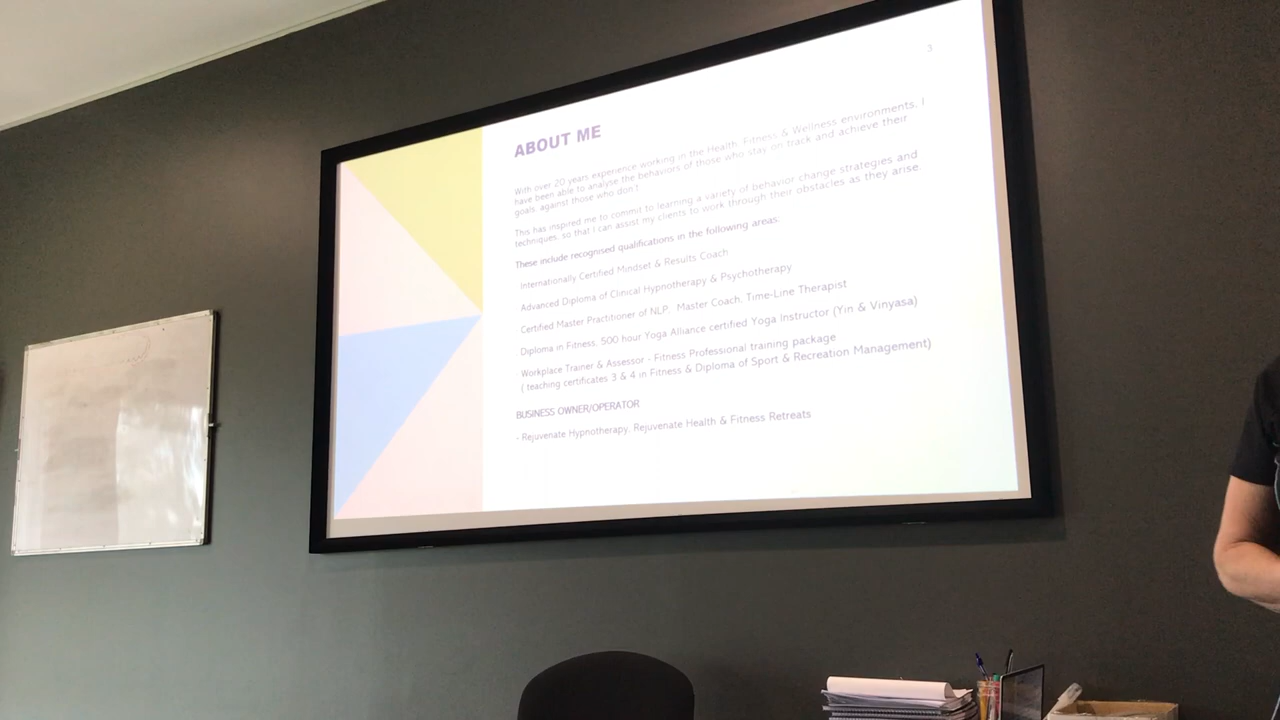 3
ABOUT ME
With over 20 years experience working in the Health, Fitness & Wellness environments, I
have been able to analyse the behaviors of those who stay on track and achieve their
goals, against those who don't.
This has inspired me to commit to learning a variety of behavior change strategies and
techniques, so that I can assist my clients to work through their obstacles as they arise.
These include recognised qualifications in the following areas:
Internationally Certified Mindset & Results Coach
Advanced Diploma of Clinical Hypnotherapy & Psychotherapy
Certified Master Practitioner of NLP, Master Coach, Time-Line Therapist
Diploma in Fitness, 500 hour Yoga Alliance certified Yoga Instructor (Yin & Vinyasa)
Workplace Trainer & Assessor - Fitness Professional training package
( teaching certificates 3 & 4 in Fitness & Diploma of Sport & Recreation Management)
BUSINESS OWNER/OPERATOR
- Rejuvenate Hypnotherapy, Rejuvenate Health & Fitness Retreats